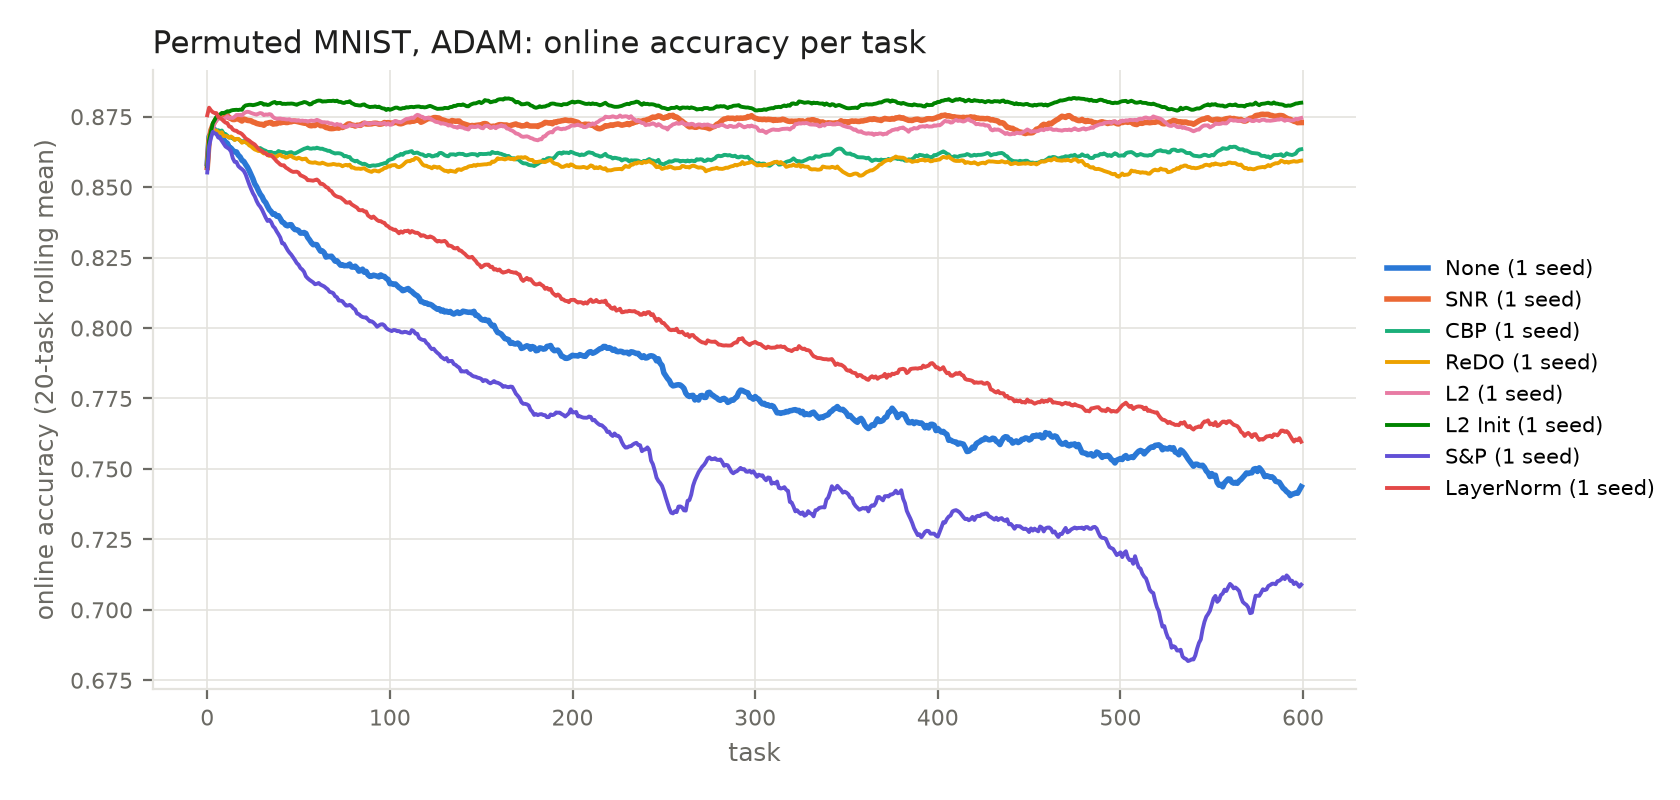 Permuted MNIST, ADAM: online accuracy per task
online accuracy (20-task rolling mean)
0.875
0.850
0.825
0.800
0.775
0.750
0.725
0.700
0.675
0 100 200 300 400 500 600
task
None (1 seed)
SNR (1 seed)
CBP (1 seed)
ReDO (1 seed)
L2 (1 seed)
L2 Init (1 seed)
S&P (1 seed)
LayerNorm (1 seed)